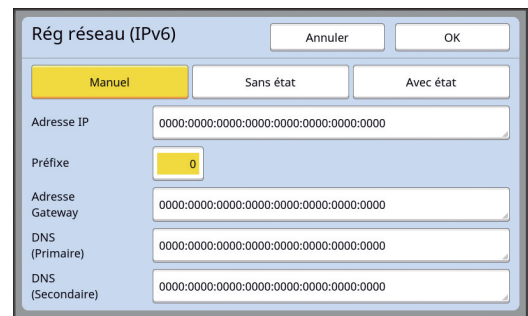 Rég réseau (IPv6)
Annuler
OK
Manuel
Sans état
Avec état
Adresse IP
0000:0000:0000:0000:0000:0000:0000:0000
Préfixe
0
Adresse
Gateway
0000:0000:0000:0000:0000:0000:0000:0000
DNS
(Primaire)
0000:0000:0000:0000:0000:0000:0000:0000
DNS
(Secondaire)
0000:0000:0000:0000:0000:0000:0000:0000